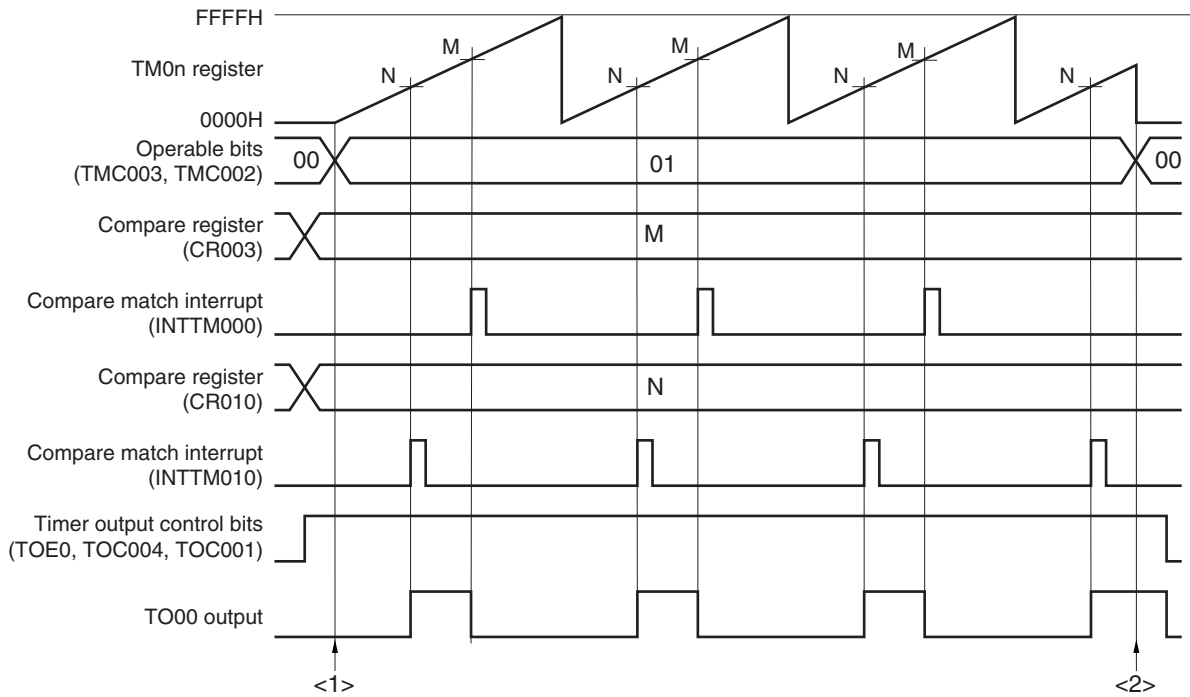 FFFFH
TM0n register
0000H
N
M
N
M
N
M
N
Operable bits
(TMC003, TMC002)
00
01
00
Compare register
(CR003)
M
Compare match interrupt
(INTTM000)
Compare register
(CR010)
N
Compare match interrupt
(INTTM010)
Timer output control bits
(TOE0, TOC004, TOC001)
TO00 output
<1>
<2>